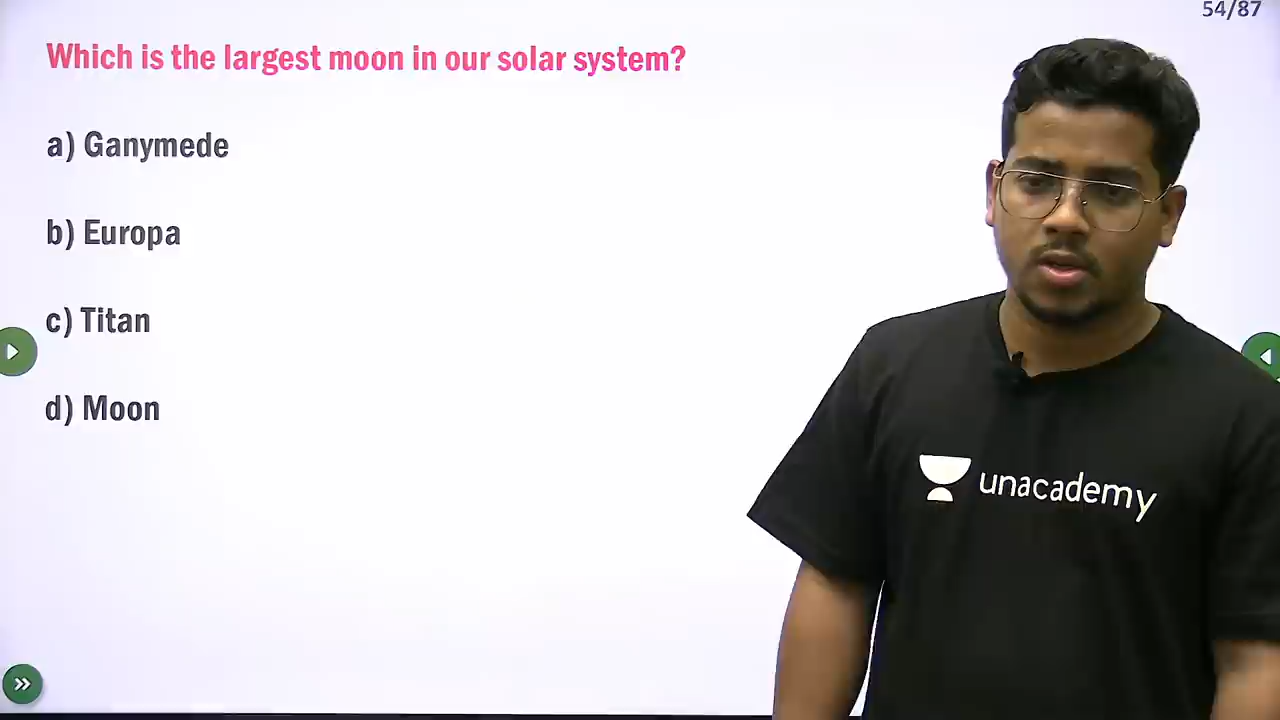 54/87
Which is the largest moon in our solar system?
a) Ganymede
b) Europa
c) Titan
d) Moon
unacademy